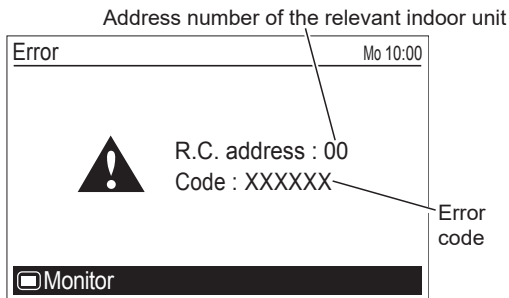 Address number of the relevant indoor unit
Error Mo 10:00
R.C. address : 00
Code : XXXXXX
Error
code
Monitor